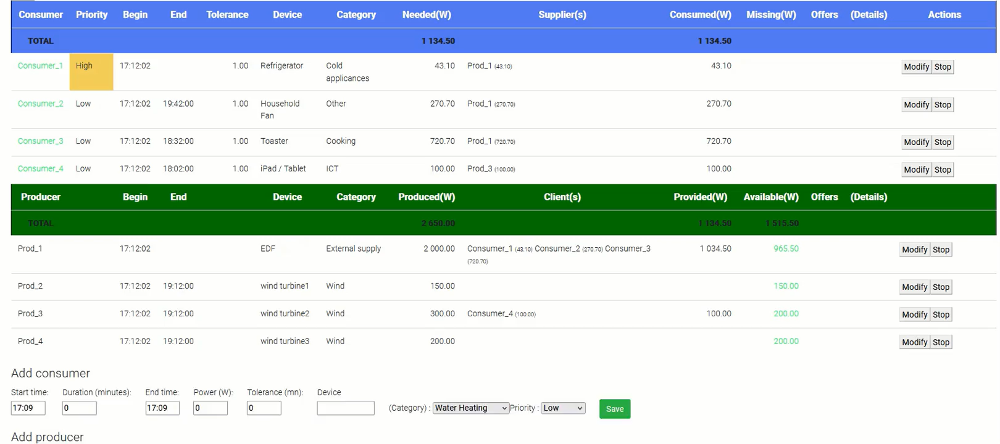 Consumer Priority Begin End Tolerance Device Category Needed(W) Supplier(s) Consumed(W) Missing(W) Offers (Details) Actions
TOTAL 1 134.50 1 134.50
Consumer_1 High 17:12:02 1.00 Refrigerator Cold 43.10 Prod_1 (43.10) 43.10 Modify Stop
applicances
Consumer_2 Low 17:12:02 19:42:00 1.00 Household Other 270.70 Prod_1 (270.70) 270.70 Modify Stop
Fan
Consumer_3 Low 17:12:02 18:32:00 1.00 Toaster Cooking 720.70 Prod_1 (720.70) 720.70 Modify Stop
Consumer_4 Low 17:12:02 18:02:00 1.00 iPad / Tablet ICT 100.00 Prod_3 (100.00) 100.00 Modify Stop
Producer Begin End Device Category Produced(W) Client(s) Provided(W) Available(W) Offers (Details)
TOTAL 2 650.00 1 134.50 1 515.50
Prod_1 17:12:02 EDF External supply 2 000.00 Consumer_1 (43.10) Consumer_2 (270.70) Consumer_3 1 034.50 965.50 Modify Stop
(720.70)
Prod_2 17:12:02 19:12:00 wind turbine1 Wind 150.00 150.00 Modify Stop
Prod_3 17:12:02 19:12:00 wind turbine2 Wind 300.00 Consumer_4 (100.00) 100.00 200.00 Modify Stop
Prod_4 17:12:02 19:12:00 wind turbine3 Wind 200.00 200.00 Modify Stop
Add consumer
Start time: Duration (minutes): End time: Power (W): Tolerance (mn): Device
17:09 0 17:09 0 0 (Category) : Water Heating Priority : Low Save
Add producer